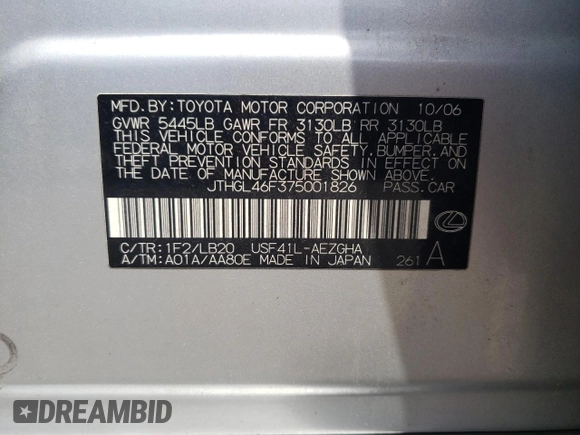 MFD.BY:TOYOTA MOTOR CORPORATION 10/06
GVWR 5445LB GAWR FR 3130LB RR 3130LB
THIS VEHICLE CONFORMS TO ALL APPLICABLE
FEDERAL MOTOR VEHICLE SAFETY,BUMPER,AND
THEFT PREVENTION STANDARDS IN EFFECT ON
THE DATE OF MANUFACTURE SHOWN ABOVE.
JTHGL46F375001826 PASS.CAR
C/TR:1F2/LB20 USF41L-AEZGHA
A/TM:A01A/AA80E MADE IN JAPAN 261 A
DREAMBID